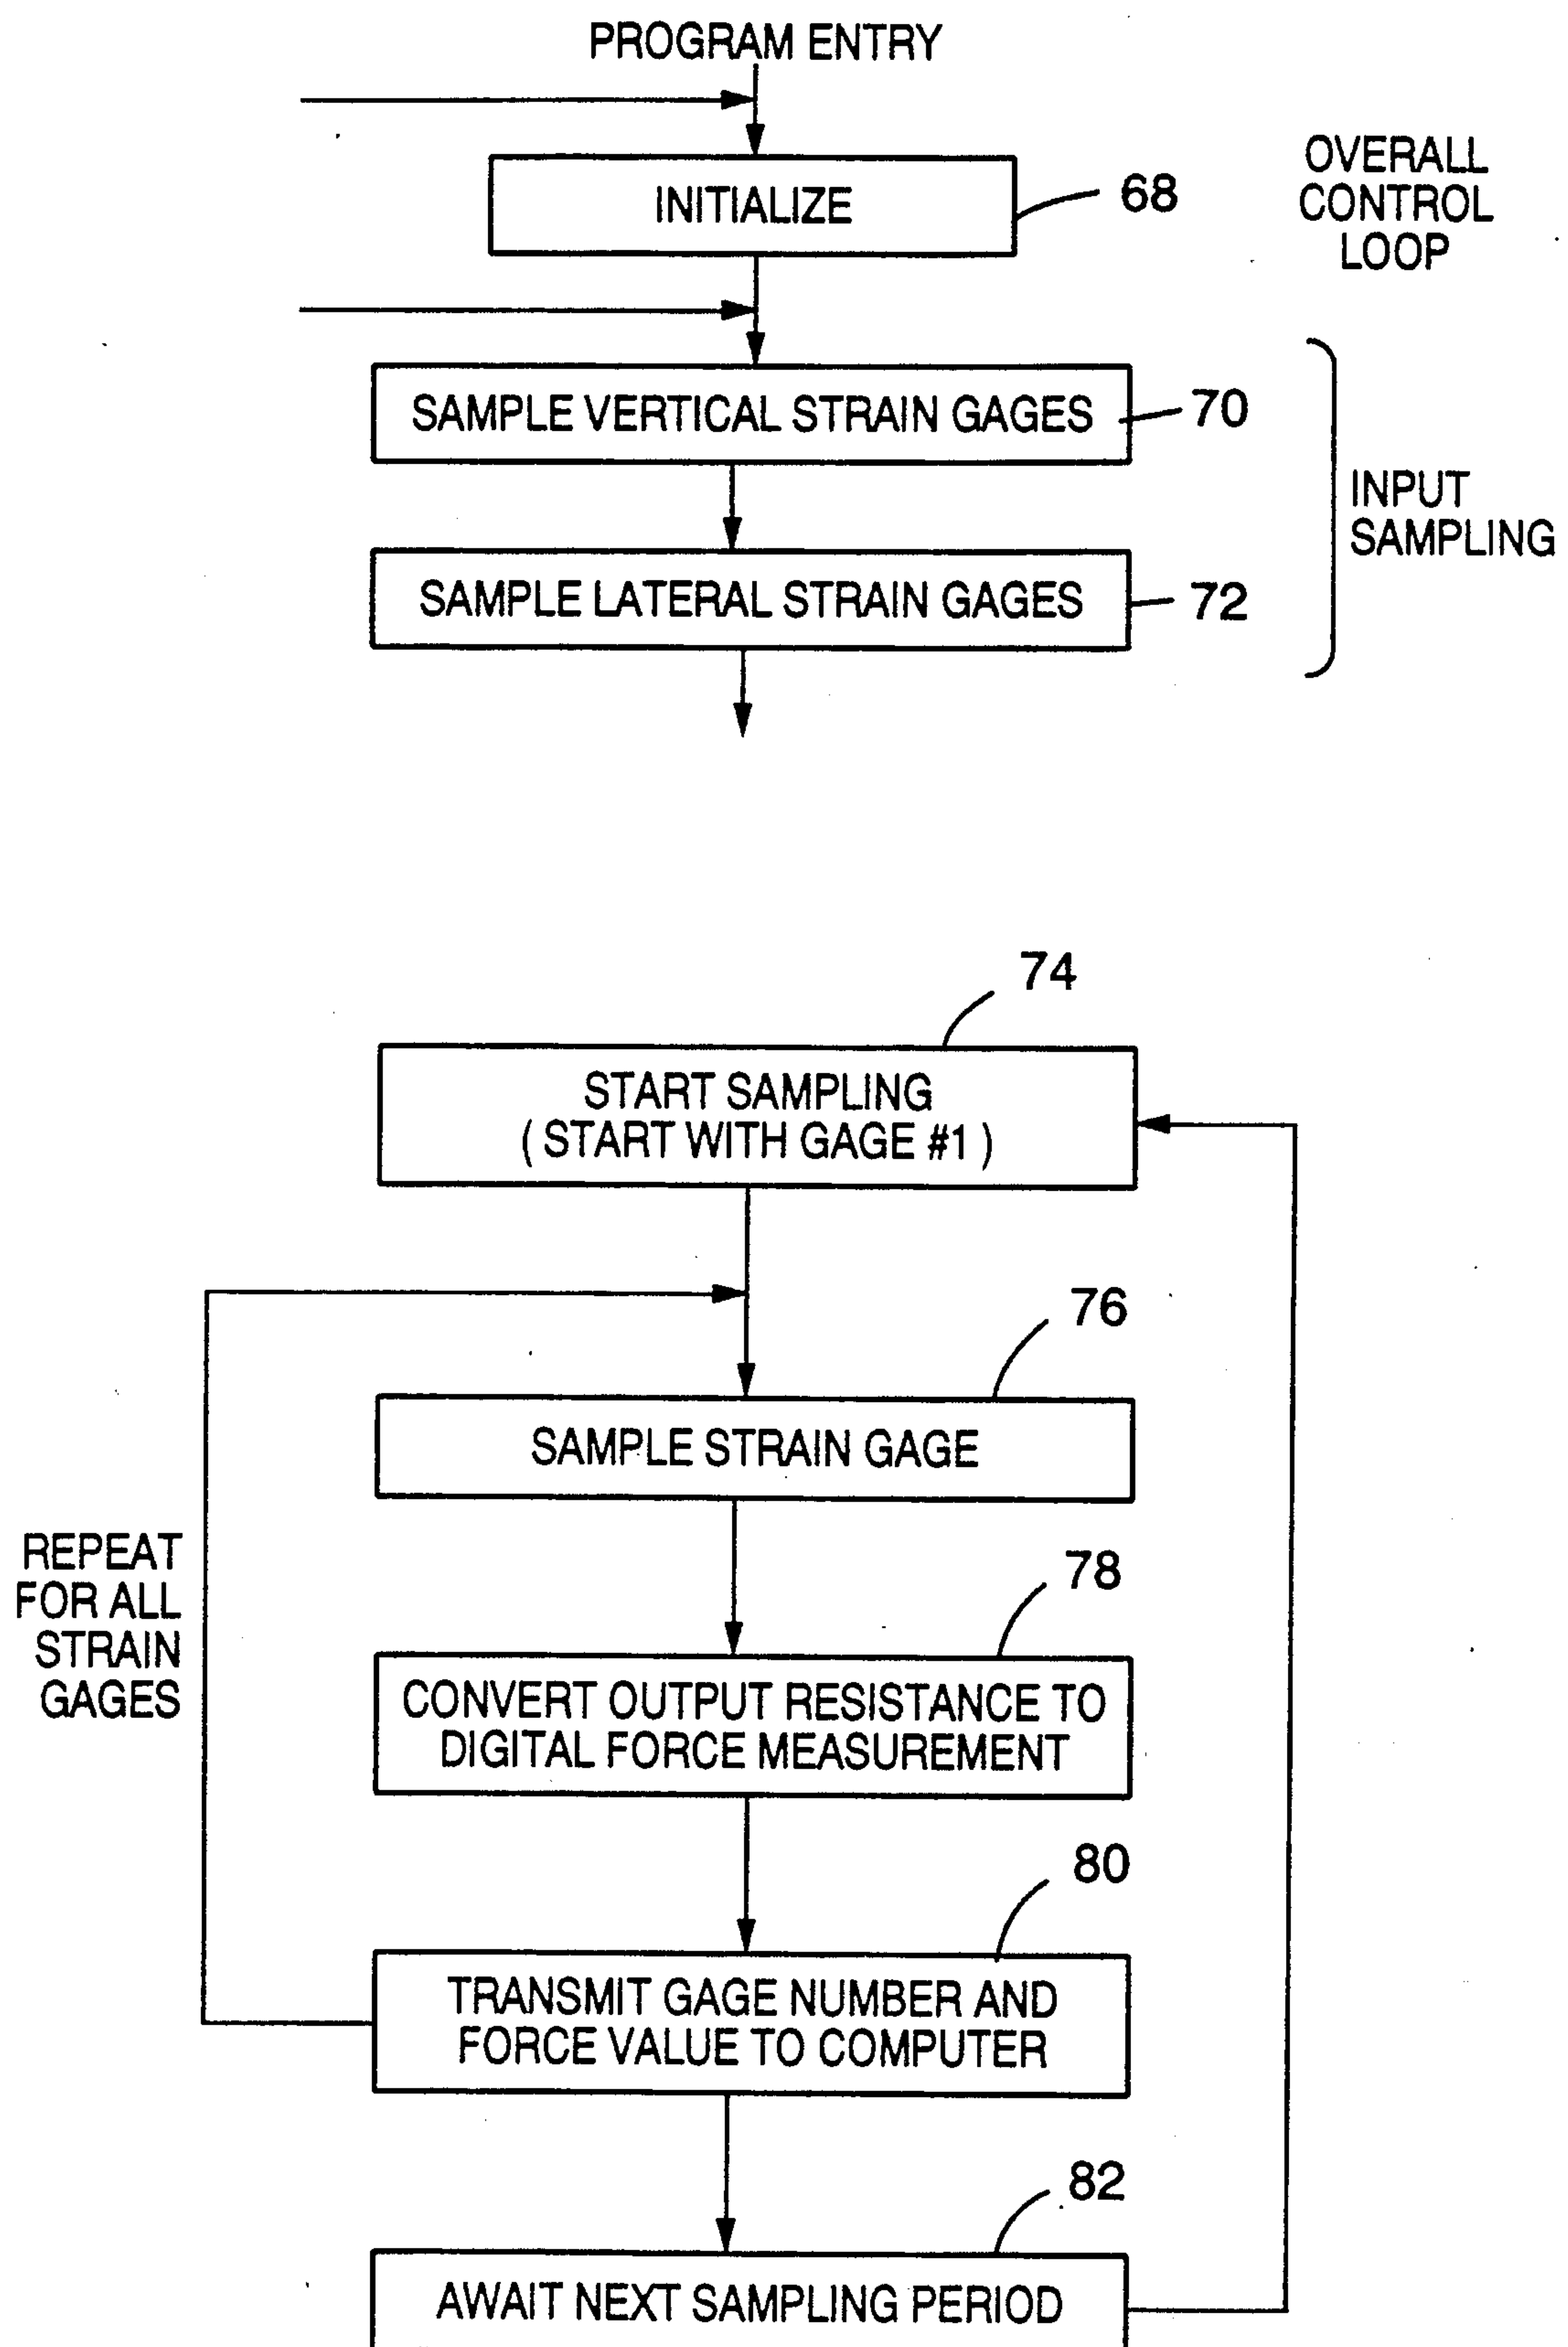 PROGRAM ENTRY
INITIALIZE
68
OVERALL
CONTROL
LOOP
SAMPLE VERTICAL STRAIN GAGES
70
SAMPLE LATERAL STRAIN GAGES
72
INPUT
SAMPLING
74
START SAMPLING
( START WITH GAGE #1 )
76
SAMPLE STRAIN GAGE
REPEAT
FOR ALL
STRAIN
GAGES
78
CONVERT OUTPUT RESISTANCE TO
DIGITAL FORCE MEASUREMENT
80
TRANSMIT GAGE NUMBER AND
FORCE VALUE TO COMPUTER
82
AWAIT NEXT SAMPLING PERIOD